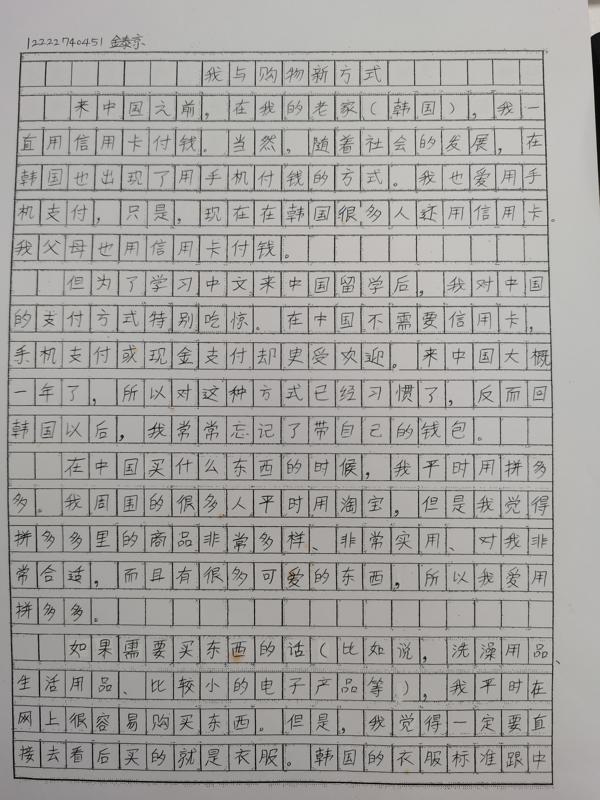 12222740451 金泰京
我与购物新方式
来中国之前，在我的老家（韩国），我一
直用信用卡付钱。当然，随着社会的发展，在
韩国也出现了用手机付钱的方式。我也爱用手
机支付，只是，现在在韩国很多人还用信用卡。
我父母也用信用卡付钱。
但为了学习中文来中国留学后，我对中国
的支付方式特别吃惊。在中国不需要信用卡，
手机支付或现金支付却更受欢迎。来中国大概
一年了，所以对这种方式已经习惯了，反而回
韩国以后，我常常忘记了带自己的钱包。
在中国买什么东西的时候，我平时用拼多
多。我周围的很多人平时用淘宝，但是我觉得
拼多多里的商品非常多样、非常实用、对我非
常合适，而且有很多可爱的东西，所以我爱用
拼多多。
如果需要买东西的话（比如说，洗澡用品、
生活用品、比较小的电子产品等），我平时在
网上很容易购买东西。但是，我觉得一定要直
接去看后买的就是衣服。韩国的衣服标准跟中